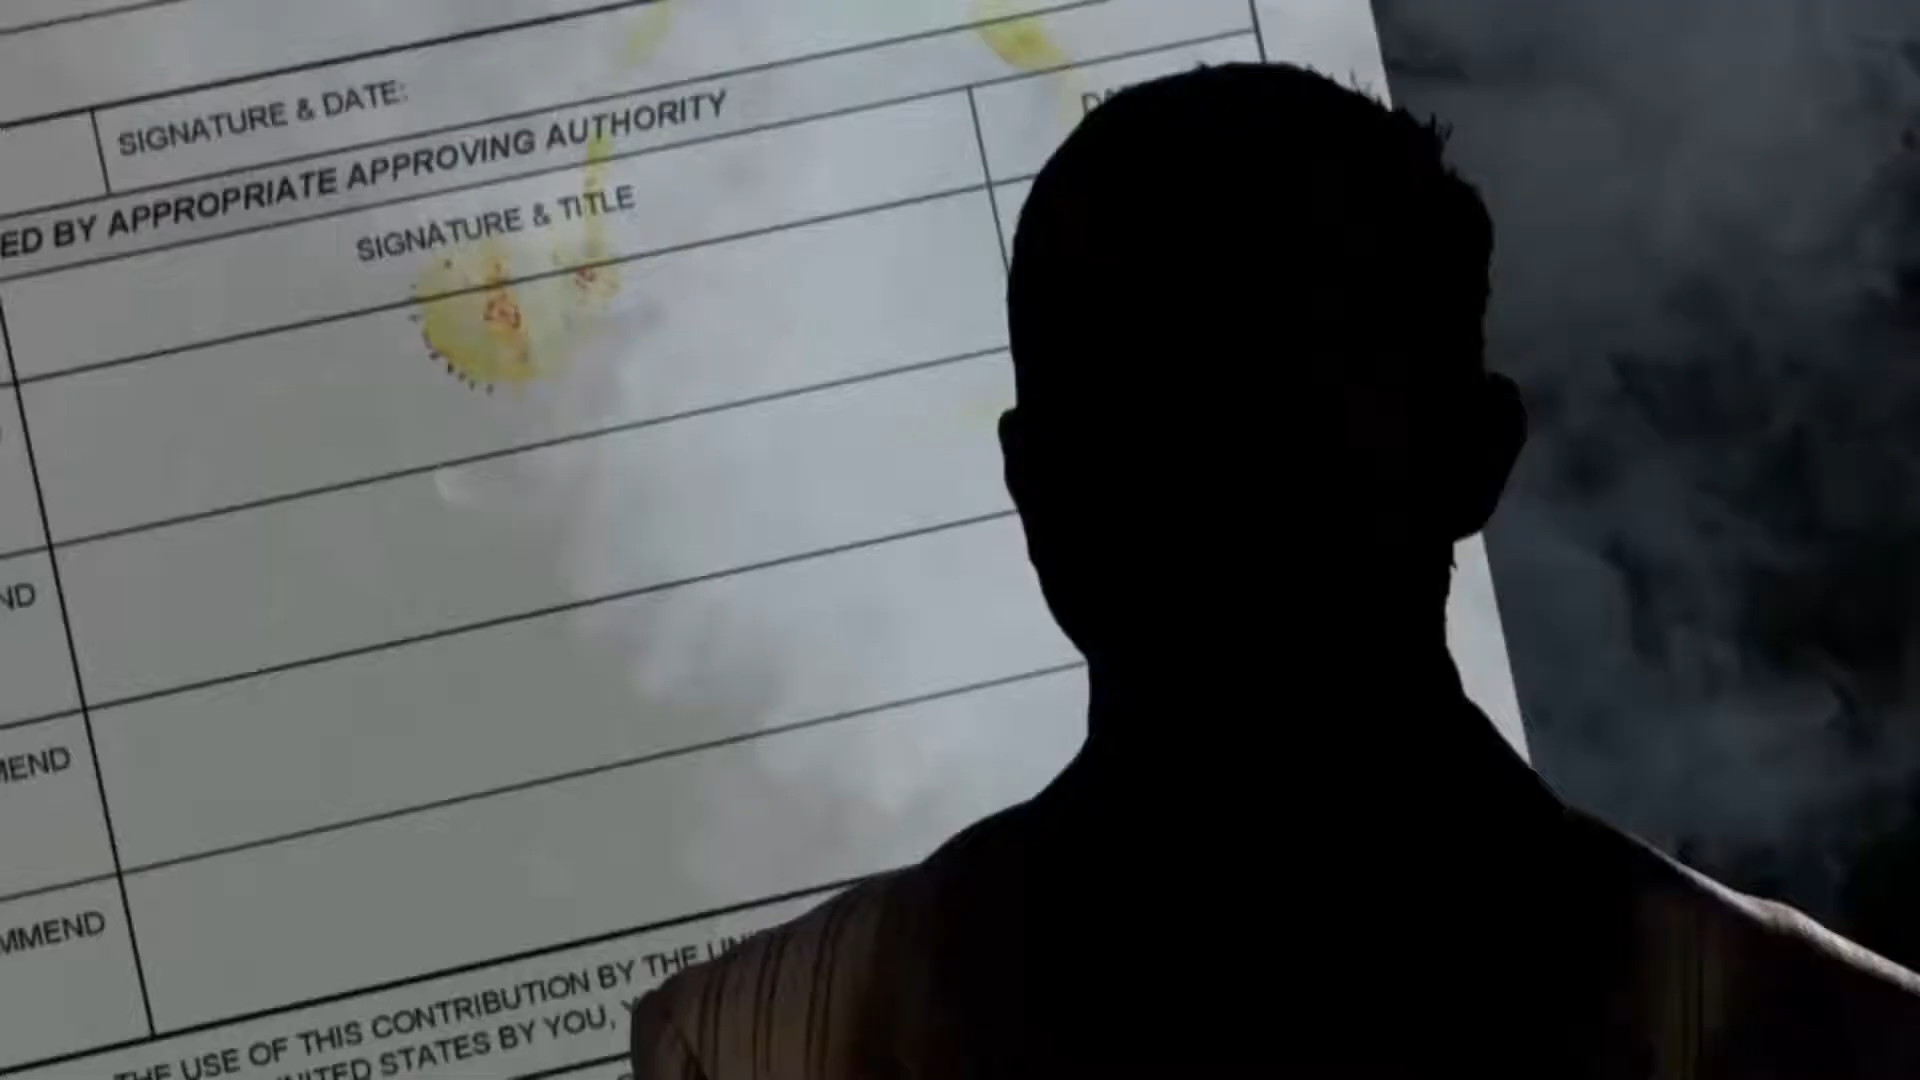 SIGNATURE & DATE:
ED BY APPROPRIATE APPROVING AUTHORITY
SIGNATURE & TITLE
ND
MEND
MMEND
THE USE OF THIS CONTRIBUTION BY THE
UNITED STATES BY YOU,